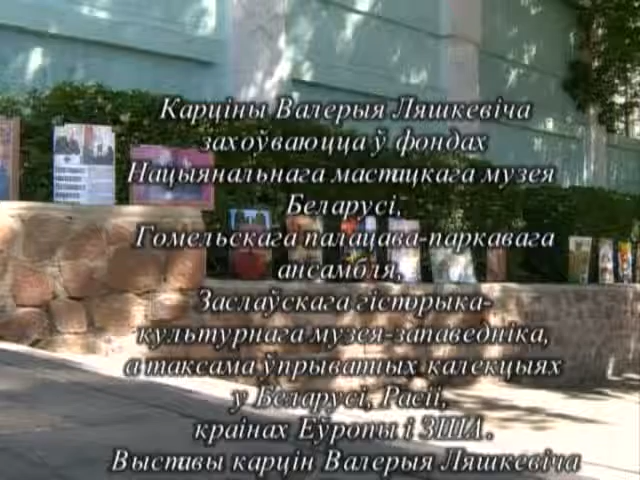 Карціны Валерыя Ляшкевіча
захоўваюцца ў фондах
Нацыянальнага мастацкага музея
Беларусі,
Гомельскага палацава-паркавага
ансамбля,
Заслаўскага гісторыка-
культурнага музея-запаведніка,
а таксама ўпрыватных калекцыях
у Беларусі, Расіі,
краінах Еўропы і ЗША.
Выставы карцін Валерыя Ляшкевіча